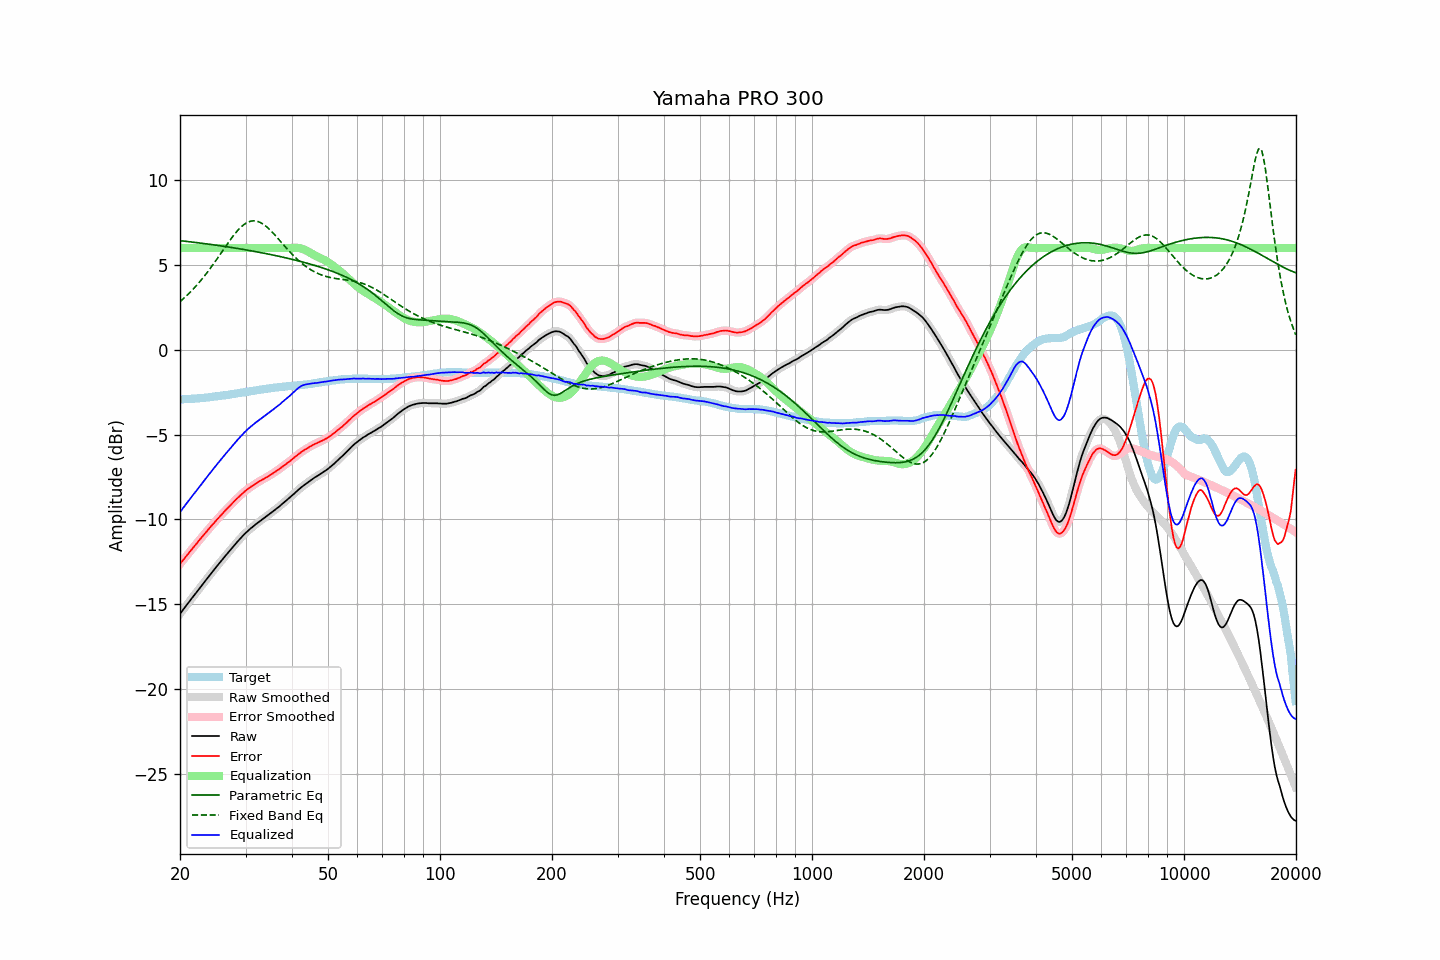 Yamaha PRO 300
10
5
0
−5
−10
−15
−20
−25
Amplitude (dBr)
Target
Raw Smoothed
Error Smoothed
Raw
Error
Equalization
Parametric Eq
Fixed Band Eq
Equalized
20 50 100 200 500 1000 2000 5000 10000 20000
Frequency (Hz)